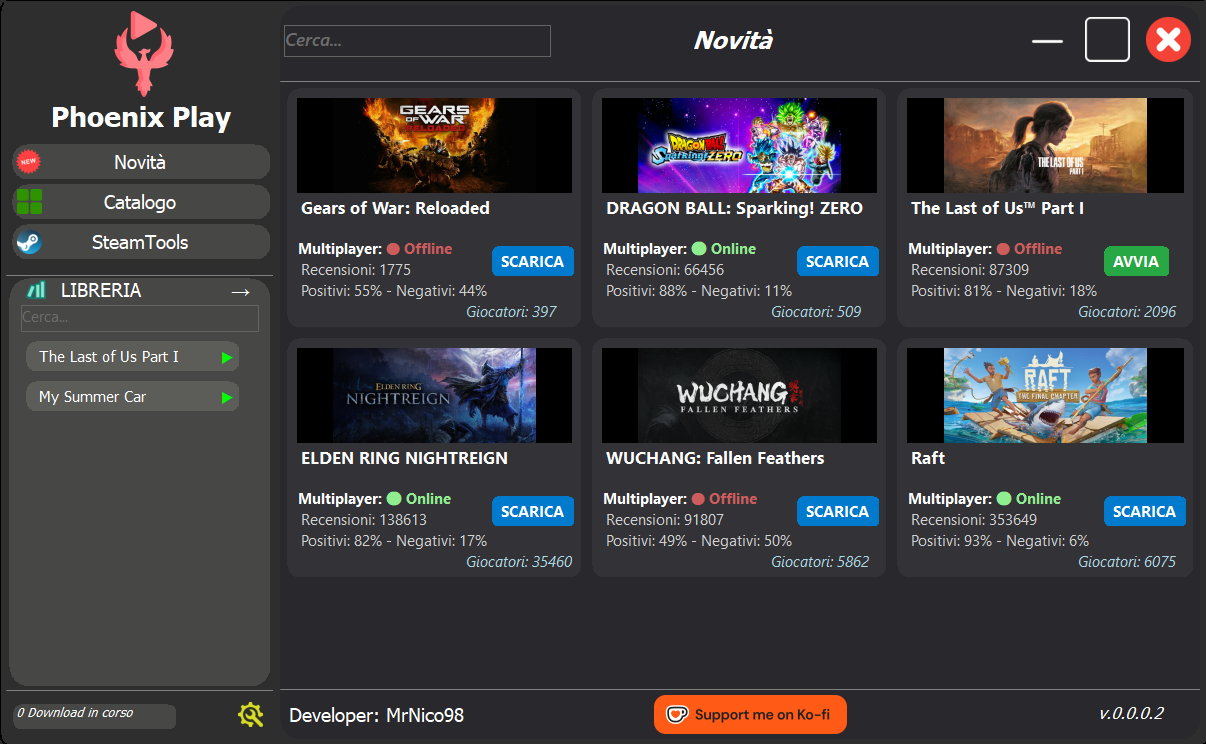 Phoenix Play
NEW
Novità
Catalogo
SteamTools
LIBRERIA →
Cerca...
The Last of Us Part I
My Summer Car
0 Download in corso
Cerca...
Novità
GEARS
OF WAR
RELOADED
Gears of War: Reloaded
Multiplayer: Offline
Recensioni: 1775
SCARICA
Positivi: 55% - Negativi: 44%
Giocatori: 397
DRAGON BALL
Sparking! ZERO
DRAGON BALL: Sparking! ZERO
Multiplayer: Online
Recensioni: 66456
SCARICA
Positivi: 88% - Negativi: 11%
Giocatori: 509
THE LAST OF US
PART I
The Last of Us™ Part I
Multiplayer: Offline
Recensioni: 87309
AVVIA
Positivi: 81% - Negativi: 18%
Giocatori: 2096
ELDEN RING
NIGHTREIGN
ELDEN RING NIGHTREIGN
Multiplayer: Online
Recensioni: 138613
SCARICA
Positivi: 82% - Negativi: 17%
Giocatori: 35460
WUCHANG
FALLEN FEATHERS
WUCHANG: Fallen Feathers
Multiplayer: Offline
Recensioni: 91807
SCARICA
Positivi: 49% - Negativi: 50%
Giocatori: 5862
RAFT
THE FINAL CHAPTER
Raft
Multiplayer: Online
Recensioni: 353649
SCARICA
Positivi: 93% - Negativi: 6%
Giocatori: 6075
Developer: MrNico98
Support me on Ko-fi
v.0.0.0.2